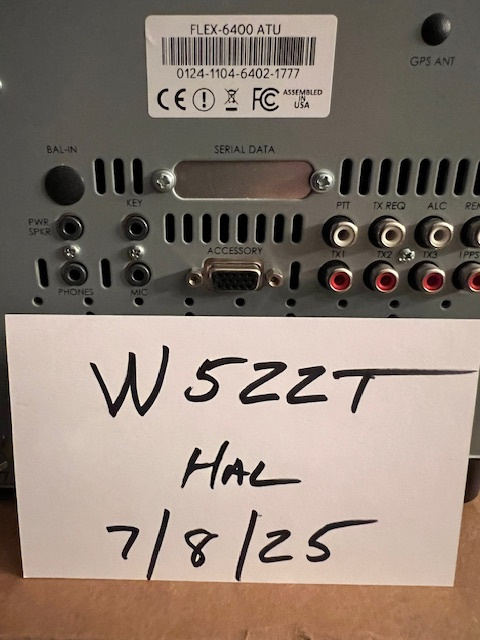 FLEX-6400 ATU
0124-1104-6402-1777
CE FC ASSEMBLED IN USA
GPS ANT
BAL-IN
SERIAL DATA
KEY
PTT TX REQ ALC
PWR SPKR
ACCESSORY
TX1 TX2 TX3 1PPS
PHONES MIC
W5ZZT
HAL
7/8/25